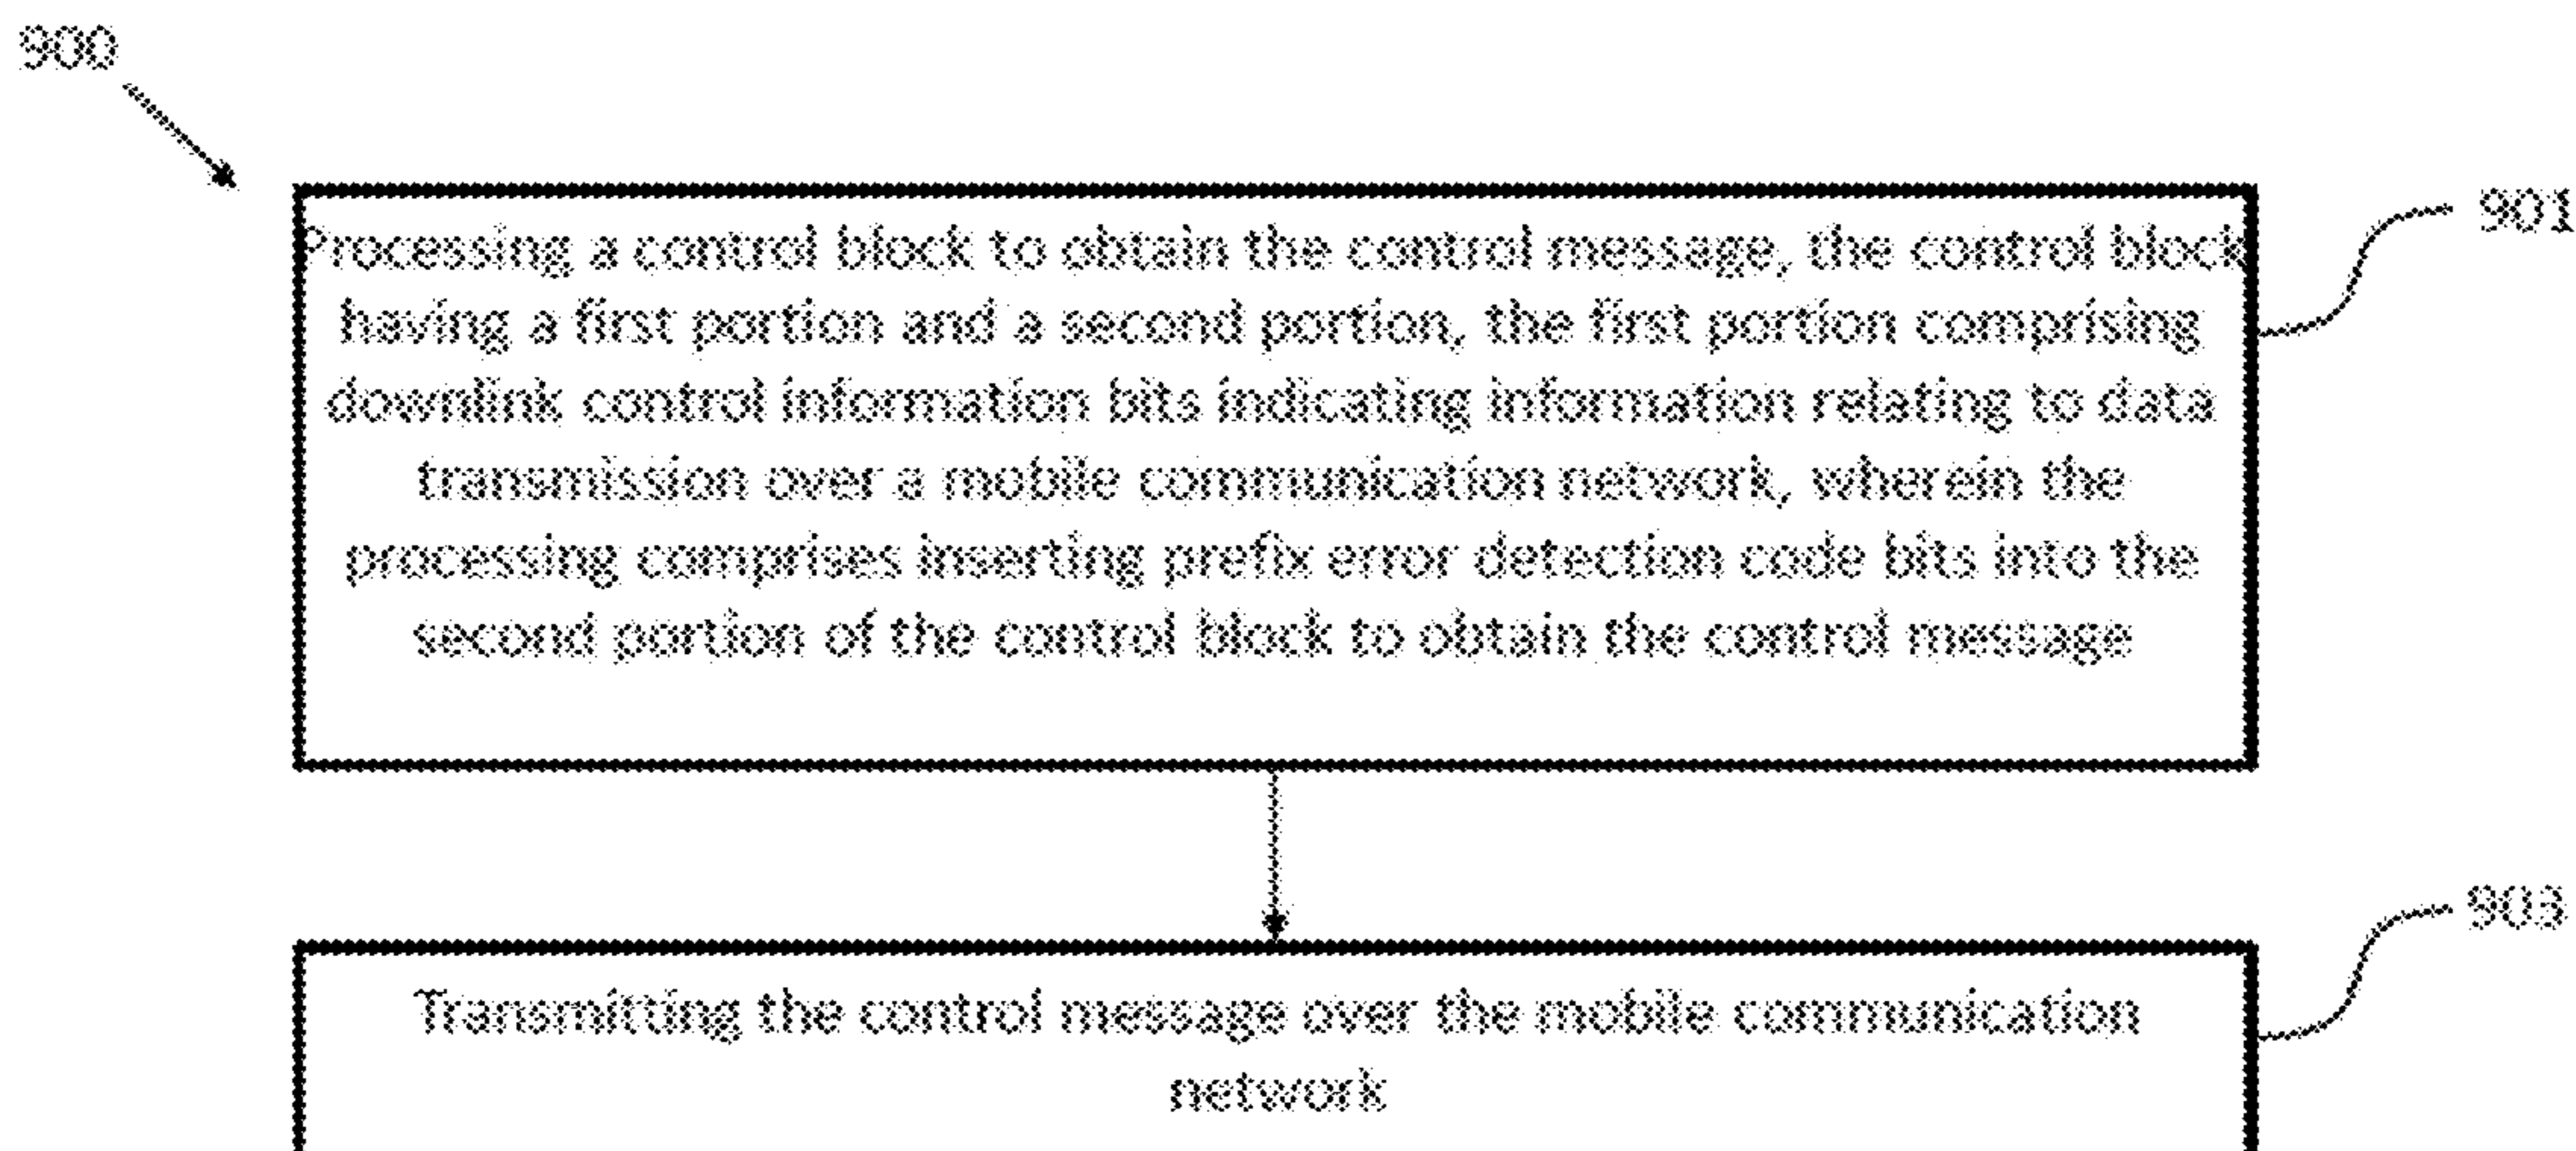 900
901
Processing a control block to obtain the control message, the control block
having a first portion and a second portion, the first portion comprising
downlink control information bits indicating information relating to data
transmission over a mobile communication network, wherein the
processing comprises inserting prefix error detection code bits into the
second portion of the control block to obtain the control message
903
Transmitting the control message over the mobile communication
network